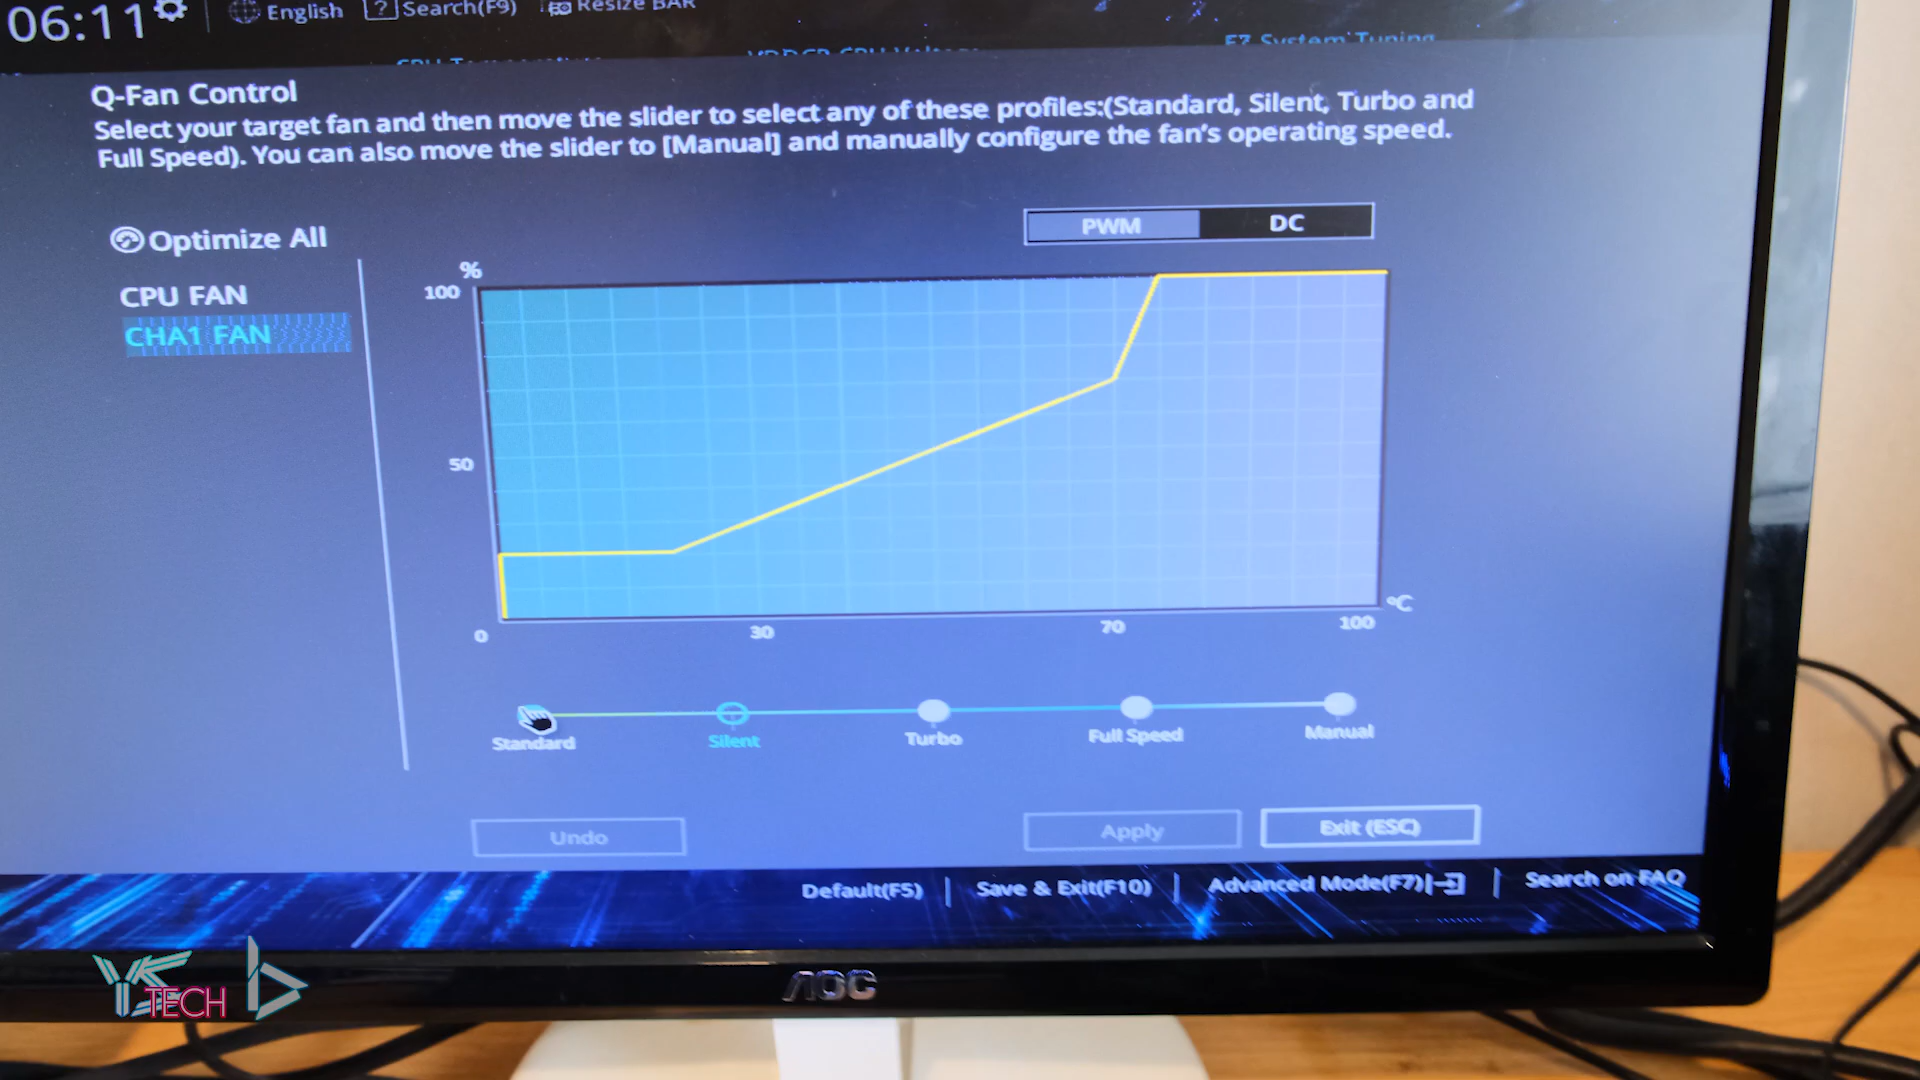 06:11
English
Search(F9)
Resize BAR
F7 System Tuning
Q-Fan Control
Select your target fan and then move the slider to select any of these profiles:(Standard, Silent, Turbo and
Full Speed). You can also move the slider to [Manual] and manually configure the fan's operating speed.
PWM
DC
Optimize All
CPU FAN
CHA1 FAN
%
100
50
0
30
70
100
°C
Standard
Silent
Turbo
Full Speed
Manual
Undo
Apply
Exit (ESC)
Default(F5)
Save & Exit(F10)
Advanced Mode(F7)
Search on FAQ
AOC
YS TECH b